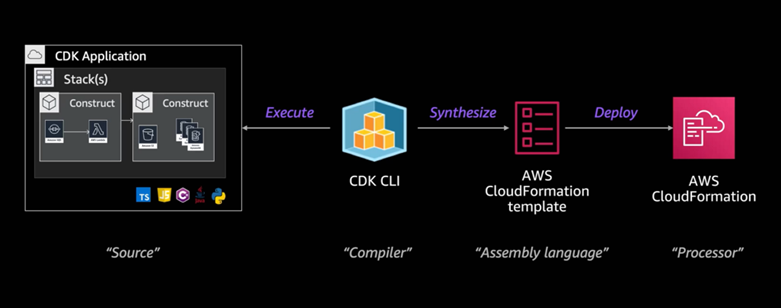 CDK Application
Stack(s)
Construct
Construct
TS
JS
C#
Execute
CDK CLI
Synthesize
AWS
CloudFormation
template
Deploy
AWS
CloudFormation
“Source”
“Compiler”
“Assembly language”
“Processor”